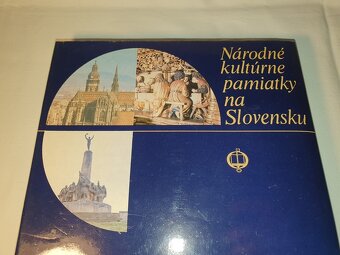 Národné
kultúrne
pamiatky
na
Slovensku